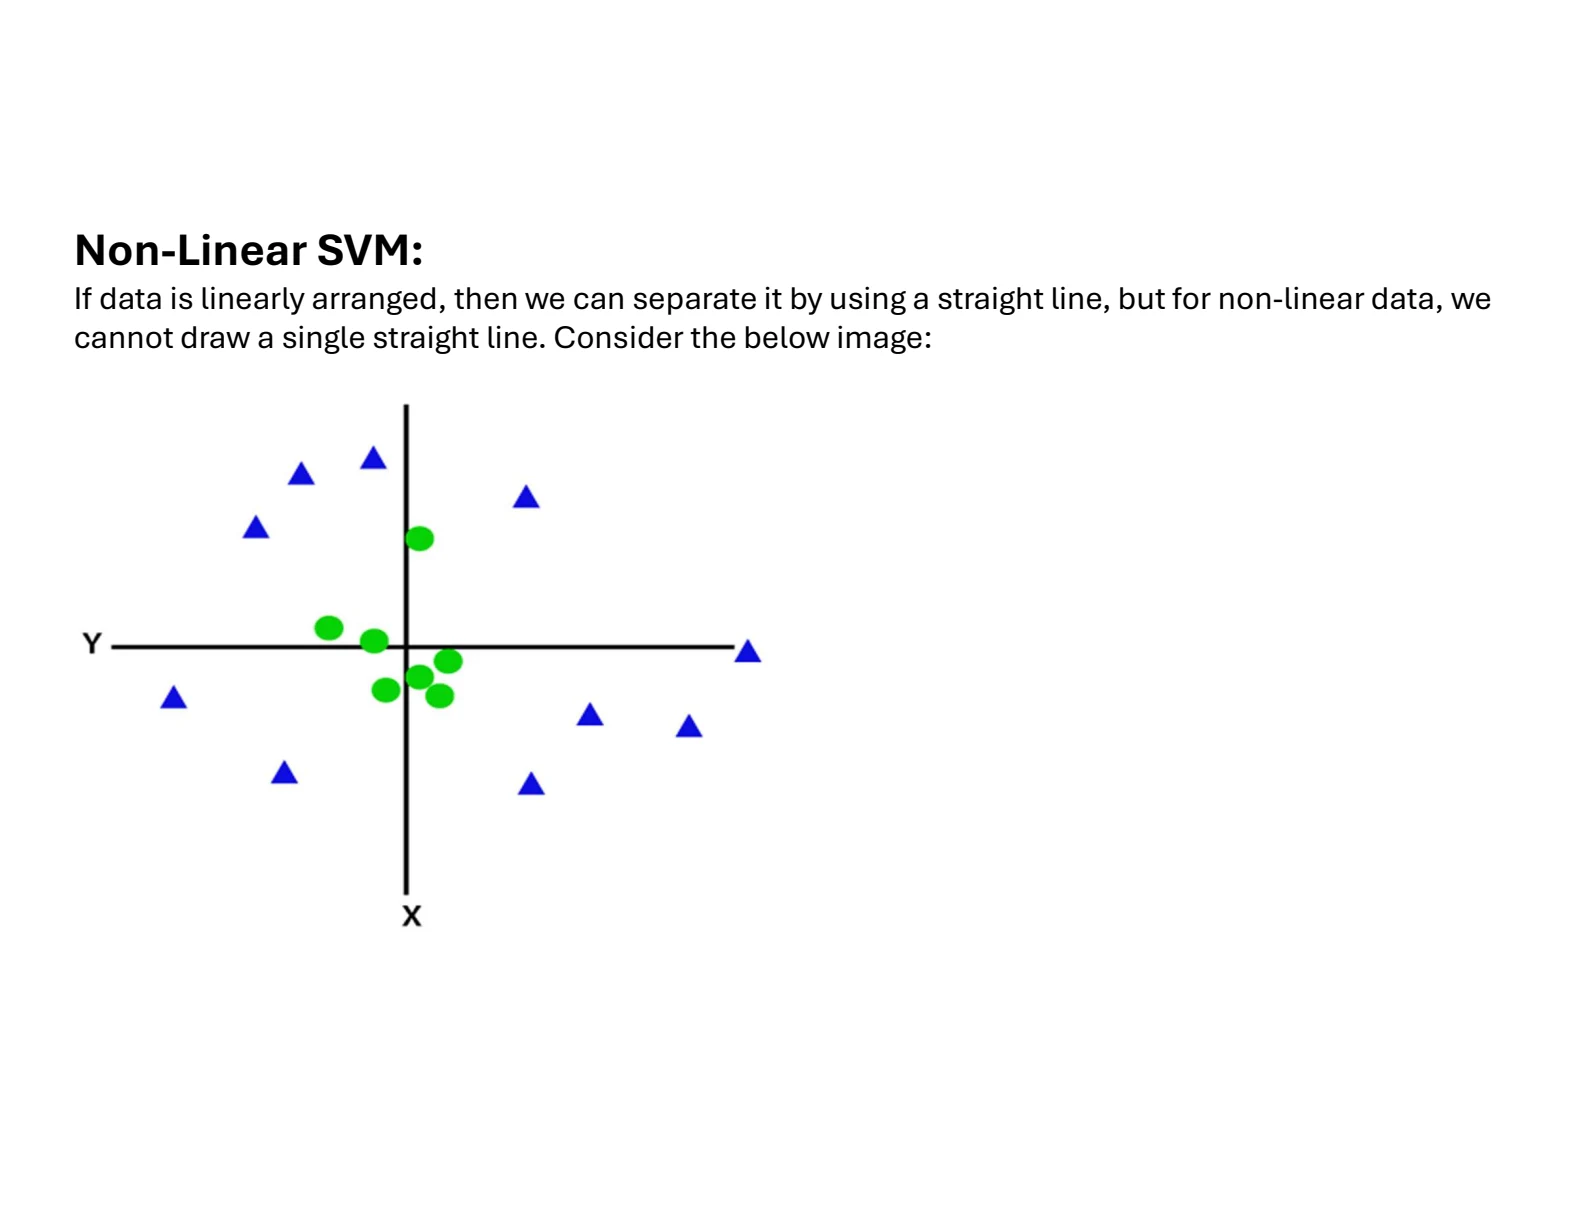 Non-Linear SVM:
If data is linearly arranged, then we can separate it by using a straight line, but for non-linear data, we
cannot draw a single straight line. Consider the below image:
Y
X